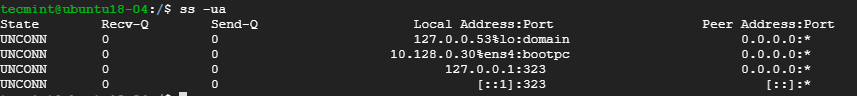 tecmint@ubuntu18-04:/$ ss -ua
State Recv-Q Send-Q Local Address:Port Peer Address:Port
UNCONN 0 0 127.0.0.53%lo:domain 0.0.0.0:*
UNCONN 0 0 10.128.0.30%ens4:bootpc 0.0.0.0:*
UNCONN 0 0 127.0.0.1:323 0.0.0.0:*
UNCONN 0 0 [::1]:323 [::]:*